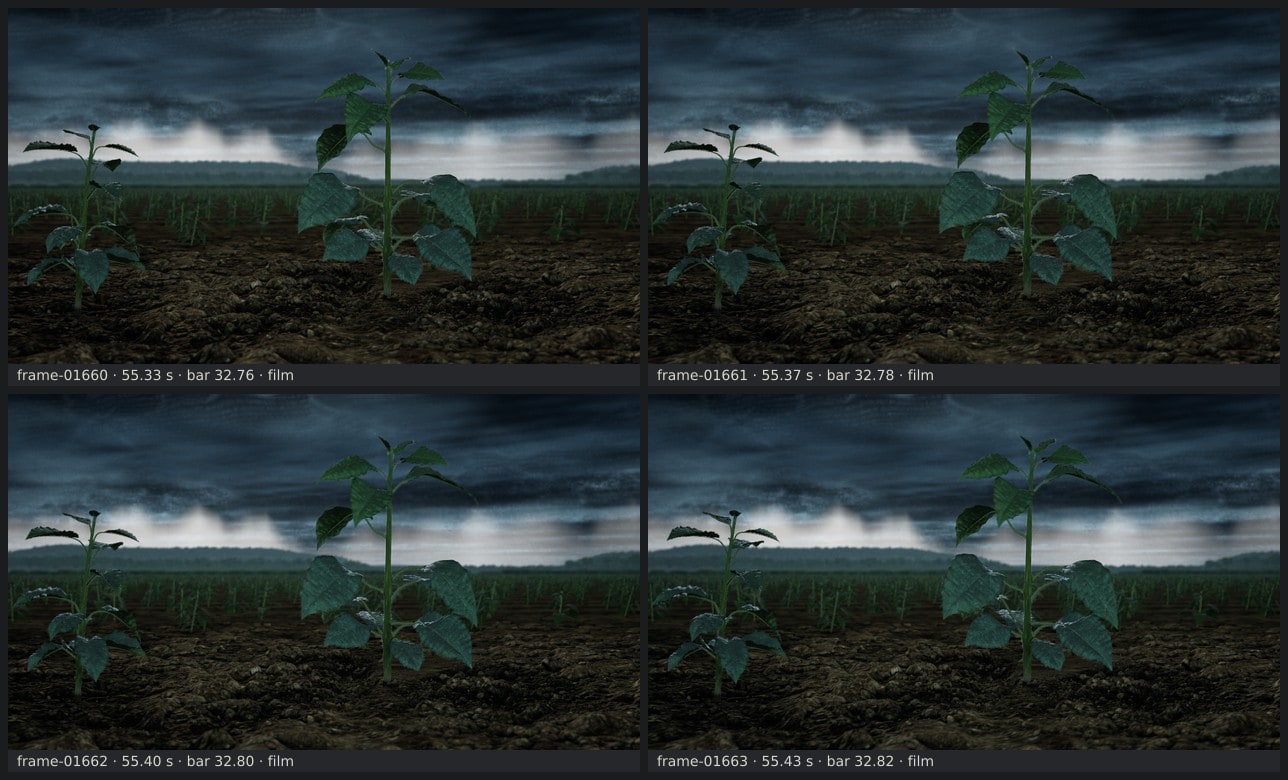 frame-01660 · 55.33 s · bar 32.76 · film
frame-01661 · 55.37 s · bar 32.78 · film
frame-01662 · 55.40 s · bar 32.80 · film
frame-01663 · 55.43 s · bar 32.82 · film